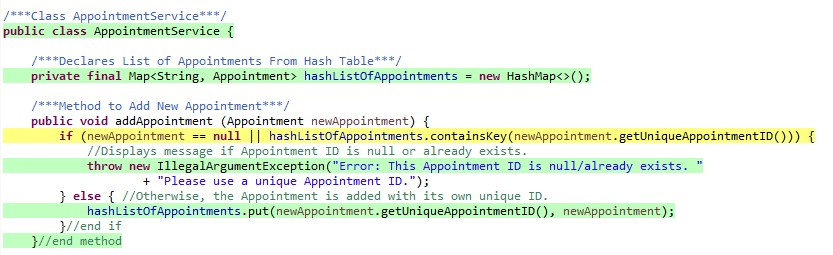 /***Class AppointmentService***/
public class AppointmentService {
/***Declares List of Appointments From Hash Table***/
private final Map<String, Appointment> hashListOfAppointments = new HashMap<>();
/***Method to Add New Appointment***/
public void addAppointment (Appointment newAppointment) {
if (newAppointment == null || hashListOfAppointments.containsKey(newAppointment.getUniqueAppointmentID())) {
//Displays message if Appointment ID is null or already exists.
throw new IllegalArgumentException("Error: This Appointment ID is null/already exists. "
+ "Please use a unique Appointment ID.");
} else { //Otherwise, the Appointment is added with its own unique ID.
hashListOfAppointments.put(newAppointment.getUniqueAppointmentID(), newAppointment);
}//end if
}//end method